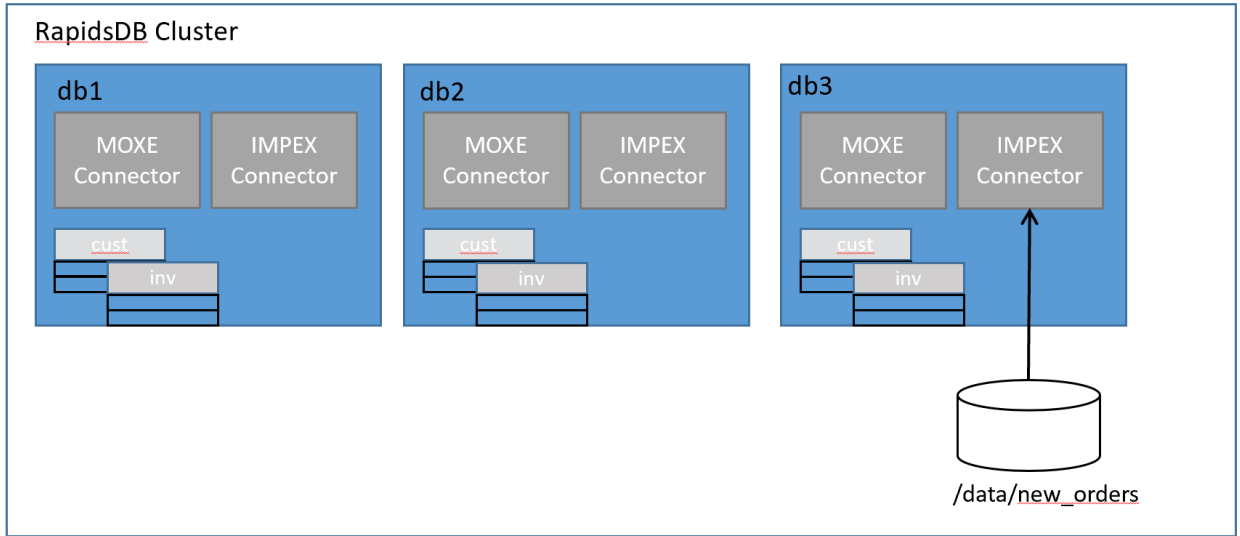 RapidsDB Cluster
db1
MOXE
Connector
IMPEX
Connector
cust
inv
db2
MOXE
Connector
IMPEX
Connector
cust
inv
db3
MOXE
Connector
IMPEX
Connector
cust
inv
/data/new_orders